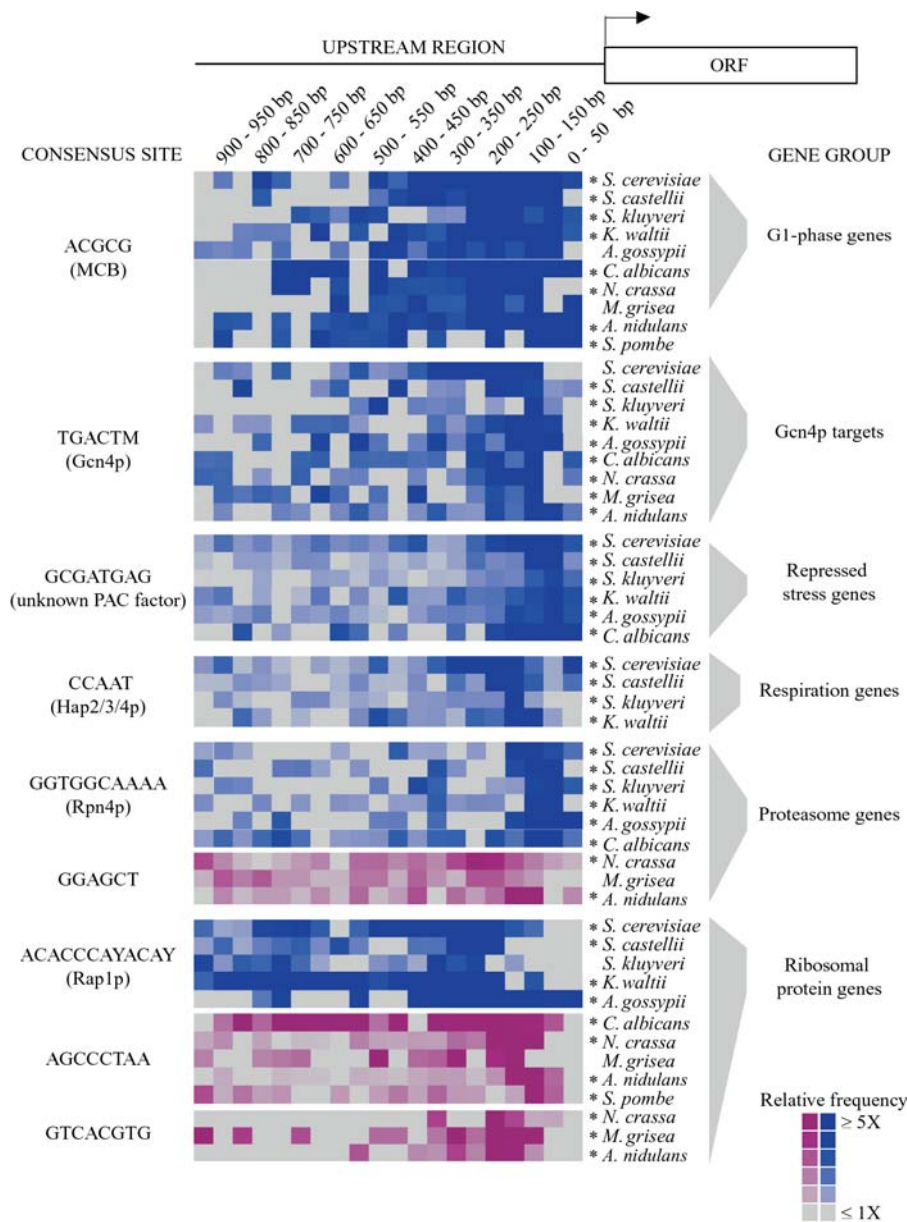 UPSTREAM REGION
ORF
900 - 950 bp
800 - 850 bp
700 - 750 bp
600 - 650 bp
500 - 550 bp
400 - 450 bp
300 - 350 bp
200 - 250 bp
100 - 150 bp
0 - 50 bp
CONSENSUS SITE
GENE GROUP
ACGCG
(MCB)
* S. cerevisiae
* S. castellii
* S. kluyveri
* K. waltii
A. gossypii
* C. albicans
* N. crassa
M. grisea
* A. nidulans
* S. pombe
G1-phase genes
TGACTM
(Gcn4p)
S. cerevisiae
* S. castellii
* S. kluyveri
* K. waltii
* A. gossypii
* C. albicans
* N. crassa
* M. grisea
* A. nidulans
Gcn4p targets
GCGATGAG
(unknown PAC factor)
* S. cerevisiae
* S. castellii
* S. kluyveri
* K. waltii
* A. gossypii
* C. albicans
Repressed
stress genes
CCAAT
(Hap2/3/4p)
* S. cerevisiae
* S. castellii
* S. kluyveri
* K. waltii
Respiration genes
GGTGGCAAAA
(Rpn4p)
* S. cerevisiae
* S. castellii
* S. kluyveri
* K. waltii
* A. gossypii
* C. albicans
Proteasome genes
GGAGCT
* N. crassa
M. grisea
* A. nidulans
ACACCCAYACAY
(Rap1p)
* S. cerevisiae
* S. castellii
S. kluyveri
* K. waltii
* A. gossypii
Ribosomal
protein genes
AGCCCTAA
* C. albicans
* N. crassa
M. grisea
* A. nidulans
* S. pombe
GTCACGTG
* N. crassa
* M. grisea
* A. nidulans
Relative frequency
≥ 5X
≤ 1X